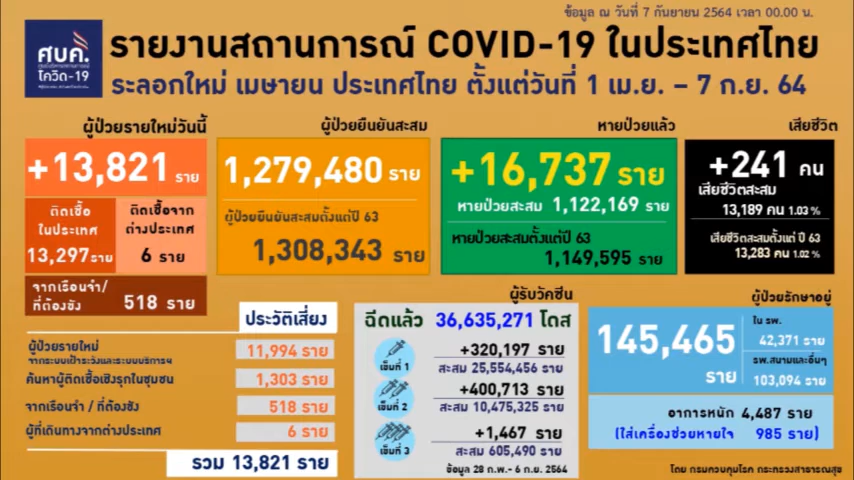 ข้อมูล ณ วันที่ 7 กันยายน 2564 เวลา 00.00 น.
ศบค.
โควิด-19
รายงานสถานการณ์ COVID-19 ในประเทศไทย
ระลอกใหม่ เมษายน ประเทศไทย ตั้งแต่วันที่ 1 เม.ย. – 7 ก.ย. 64
ผู้ป่วยรายใหม่วันนี้
+13,821 ราย
ติดเชื้อ
ในประเทศ
13,297 ราย
ติดเชื้อจาก
ต่างประเทศ
6 ราย
จากเรือนจำ/
ที่ต้องขัง
518 ราย
ผู้ป่วยยืนยันสะสม
1,279,480 ราย
ผู้ป่วยยืนยันสะสมตั้งแต่ปี 63
1,308,343 ราย
หายป่วยแล้ว
+16,737 ราย
หายป่วยสะสม 1,122,169 ราย
หายป่วยสะสมตั้งแต่ปี 63
1,149,595 ราย
เสียชีวิต
+241 คน
เสียชีวิตสะสม
13,189 คน 1.03 %
เสียชีวิตสะสมตั้งแต่ ปี 63
13,283 คน 1.02 %
ประวัติเสี่ยง
ผู้ป่วยรายใหม่
จากระบบเฝ้าระวังและระบบบริการฯ
11,994 ราย
ค้นหาผู้ติดเชื้อเชิงรุกในชุมชน
1,303 ราย
จากเรือนจำ / ที่ต้องขัง
518 ราย
ผู้ที่เดินทางจากต่างประเทศ
6 ราย
รวม 13,821 ราย
ผู้รับวัคซีน
ฉีดแล้ว 36,635,271 โดส
เข็มที่ 1
+320,197 ราย
สะสม 25,554,456 ราย
เข็มที่ 2
+400,713 ราย
สะสม 10,475,325 ราย
เข็มที่ 3
+1,467 ราย
สะสม 605,490 ราย
ข้อมูล 28 ก.พ.- 6 ก.ย. 2564
ผู้ป่วยรักษาอยู่
145,465
ราย
ใน รพ.
42,371 ราย
รพ.สนามและอื่นๆ
103,094 ราย
อาการหนัก 4,487 ราย
(ใส่เครื่องช่วยหายใจ 985 ราย)
โดย กรมควบคุมโรค กระทรวงสาธารณสุข